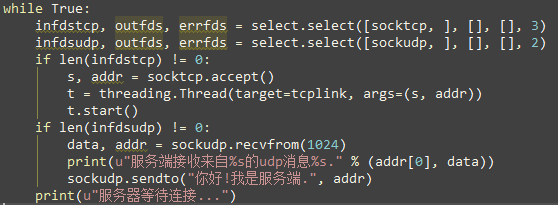 while True:
    infdstcp, outfds, errfds = select.select([socktcp, ], [], [], 3)
    infdsudp, outfds, errfds = select.select([sockudp, ], [], [], 2)
    if len(infdstcp) != 0:
        s, addr = socktcp.accept()
        t = threading.Thread(target=tcplink, args=(s, addr))
        t.start()
    if len(infdsudp) != 0:
        data, addr = sockudp.recvfrom(1024)
        print(u"服务端接收来自%s的udp消息%s." % (addr[0], data))
        sockudp.sendto("你好!我是服务端.", addr)
    print(u"服务器等待连接...")